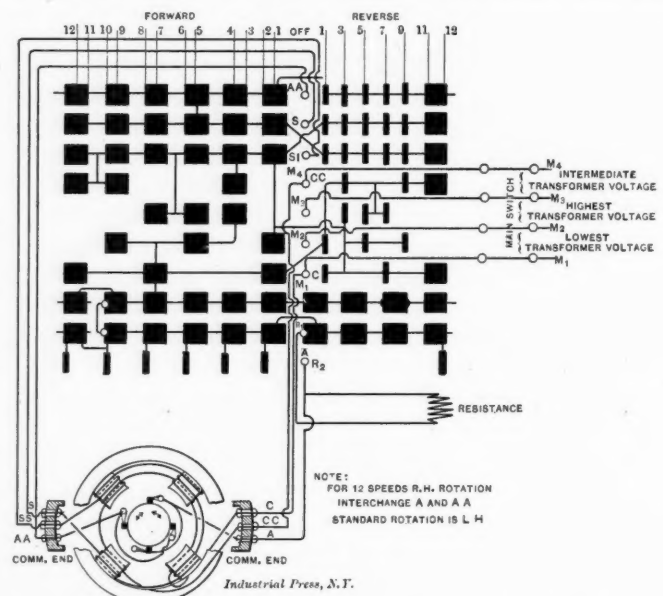 FORWARD REVERSE
12 11 10 9 8 7 6 5 4 3 2 1 OFF 1 3 5 7 9 11 12
AA
S
S1
M4 CC M4
INTERMEDIATE
TRANSFORMER VOLTAGE
M3 M3
HIGHEST
TRANSFORMER VOLTAGE
MAIN SWITCH
M2 M2
LOWEST
TRANSFORMER VOLTAGE
M1 C M1
R1
A
R2
RESISTANCE
NOTE:
FOR 12 SPEEDS R.H. ROTATION
INTERCHANGE A AND A A
STANDARD ROTATION IS L H
S C
SS CC
AA A
COMM. END COMM. END
Industrial Press, N.Y.